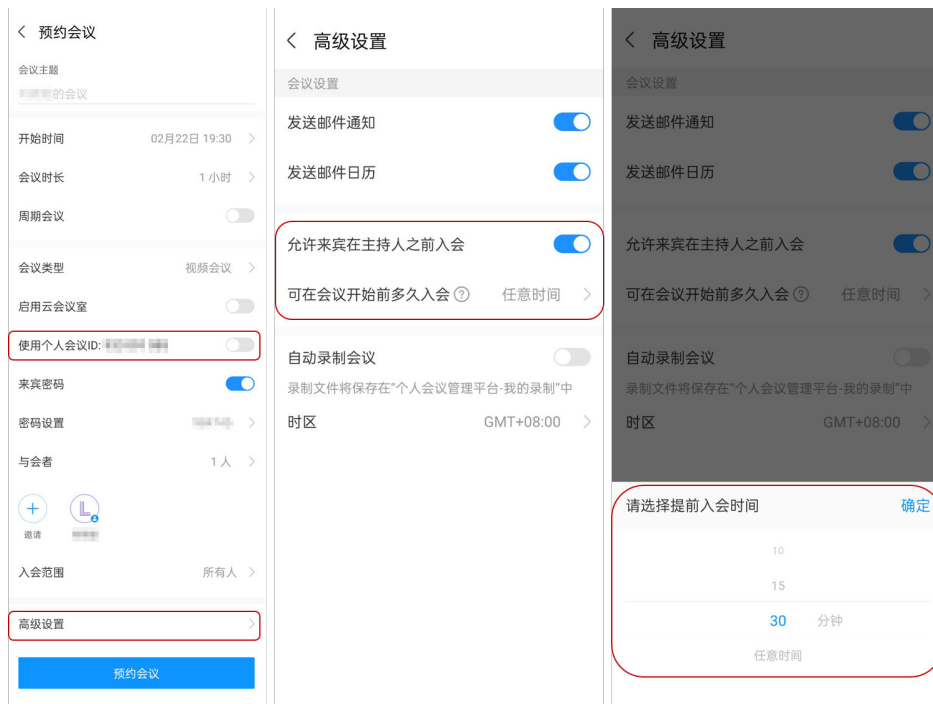 预约会议
会议主题
的会议
开始时间 02月22日 19:30
会议时长 1 小时
周期会议
会议类型 视频会议
启用云会议室
使用个人会议ID:
来宾密码
密码设置
与会者 1 人
L
邀请
入会范围 所有人
高级设置
预约会议
高级设置
会议设置
发送邮件通知
发送邮件日历
允许来宾在主持人之前入会
可在会议开始前多久入会 ? 任意时间
自动录制会议
录制文件将保存在“个人会议管理平台-我的录制”中
时区 GMT+08:00
高级设置
会议设置
发送邮件通知
发送邮件日历
允许来宾在主持人之前入会
可在会议开始前多久入会 ? 任意时间
自动录制会议
录制文件将保存在“个人会议管理平台-我的录制”中
时区 GMT+08:00
请选择提前入会时间 确定
10
15
30 分钟
任意时间